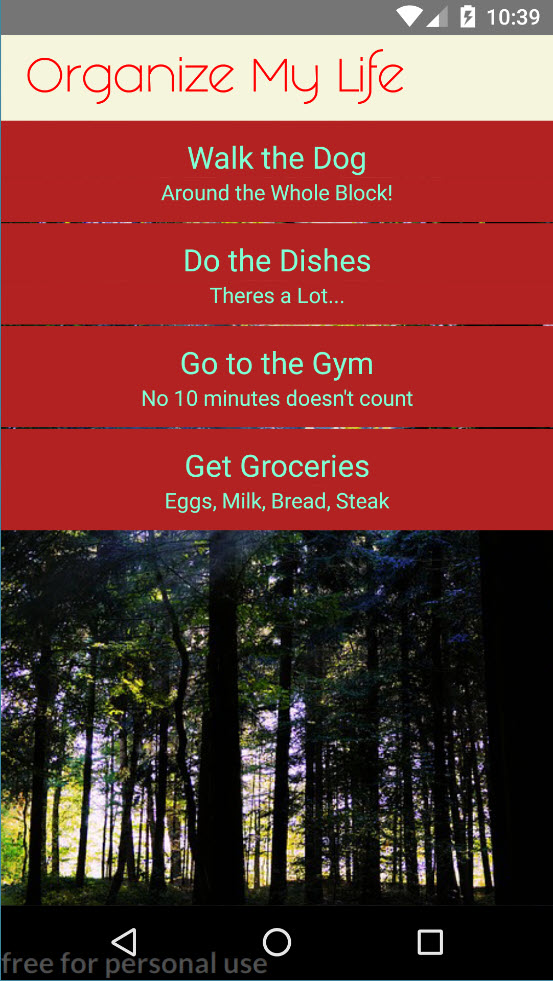 10:39
Organize My Life
Walk the Dog
Around the Whole Block!
Do the Dishes
Theres a Lot...
Go to the Gym
No 10 minutes doesn't count
Get Groceries
Eggs, Milk, Bread, Steak
free for personal use